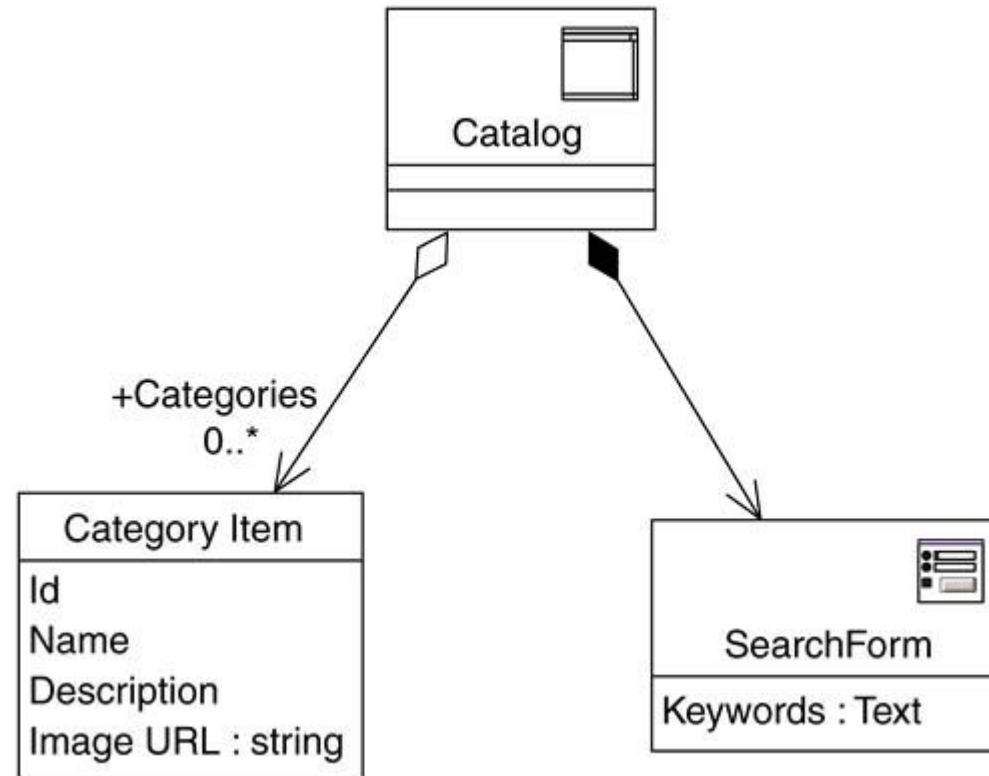 Catalog
+Categories
0..*
Category Item
Id
Name
Description
Image URL : string
SearchForm
Keywords : Text